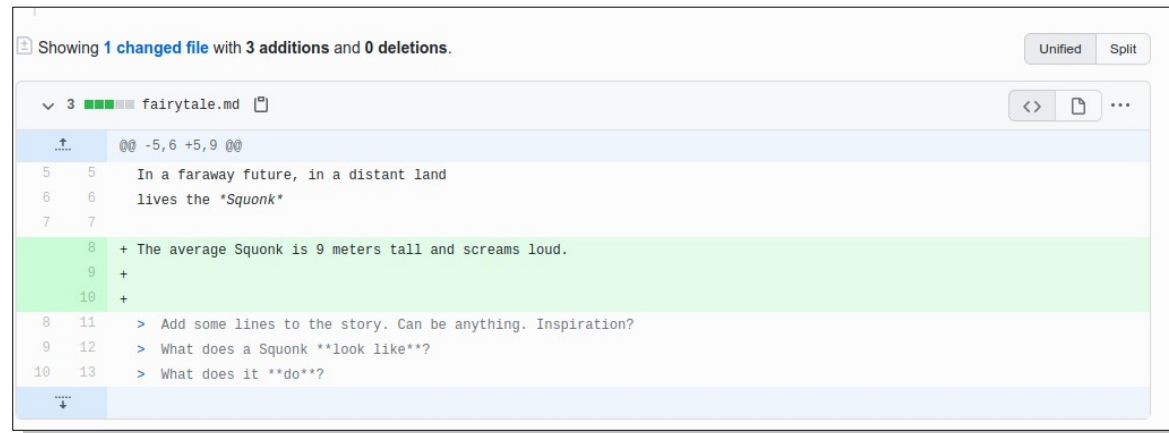 Showing 1 changed file with 3 additions and 0 deletions.
Unified Split
3 fairytale.md
@@ -5,6 +5,9 @@
5 5 In a faraway future, in a distant land
6 6 lives the *Squonk*
7 7
8 + The average Squonk is 9 meters tall and screams loud.
9 +
10 +
8 11 > Add some lines to the story. Can be anything. Inspiration?
9 12 > What does a Squonk **look like**?
10 13 > What does it **do**?